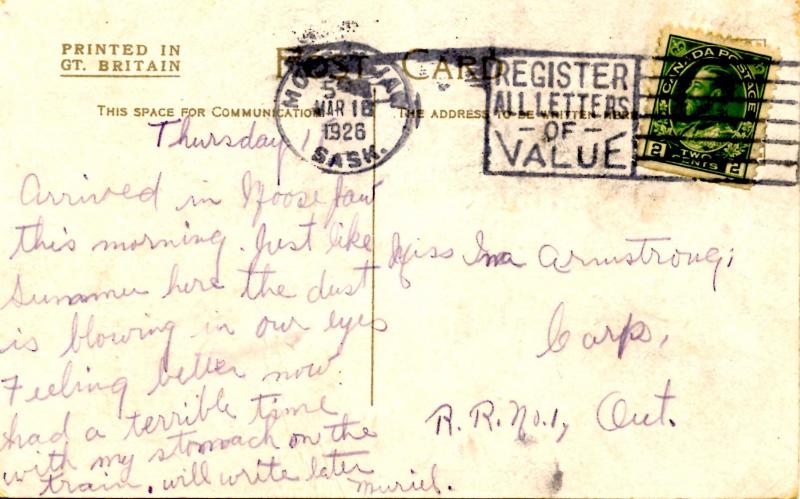 PRINTED IN
GT. BRITAIN
POST CARD
MOOSE JAW
5
MAR 18
1926
SASK.
REGISTER
ALL LETTERS
- OF -
VALUE
CANADA POSTAGE
2 TWO CENTS 2
THIS SPACE FOR COMMUNICATION
THE ADDRESS TO BE WRITTEN HERE
Thursday
Arrived in Moose Jaw
this morning. Just like
Summer here the dust
is blowing in our eyes
Feeling better now
had a terrible time
with my stomach on the
train. will write later
Muriel.
Miss Ina Armstrong,
Carp,
R.R. No. 1, Ont.